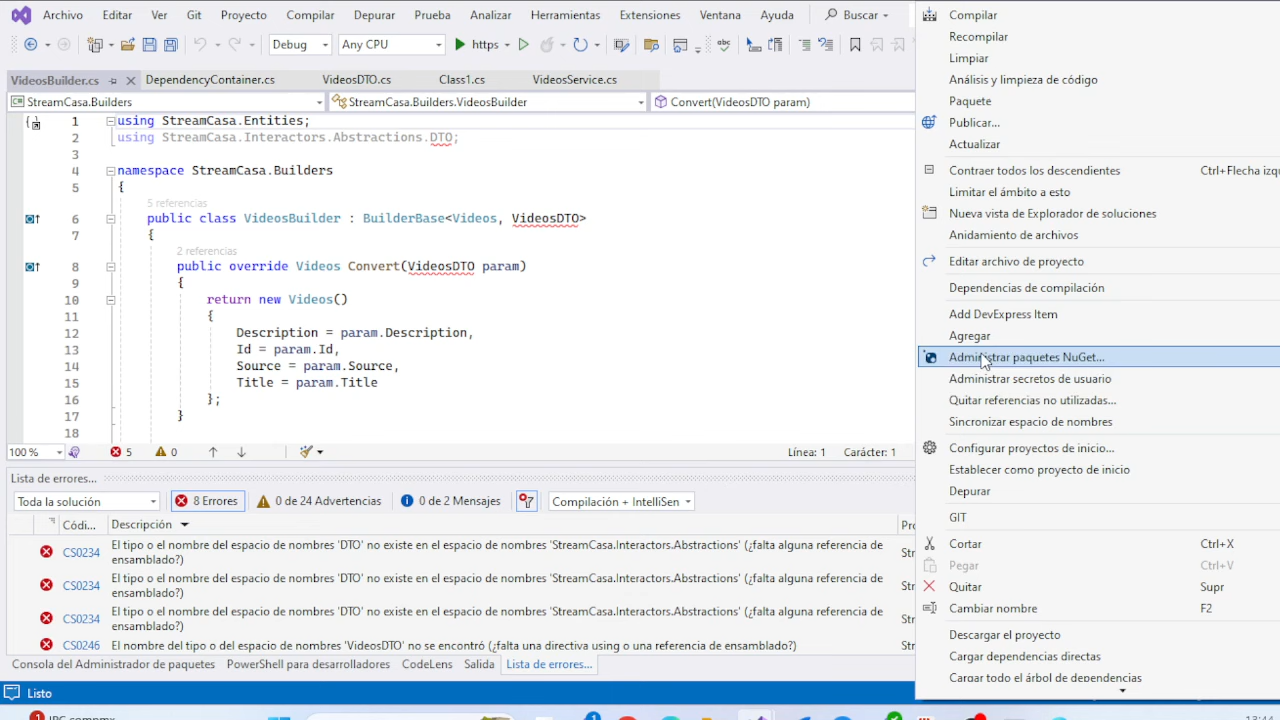 Archivo Editar Ver Git Proyecto Compilar Depurar Prueba Analizar Herramientas Extensiones Ventana Ayuda Buscar
Debug Any CPU https
VideosBuilder.cs DependencyContainer.cs VideosDTO.cs Class1.cs VideosService.cs
StreamCasa.Builders StreamCasa.Builders.VideosBuilder Convert(VideosDTO param)
1 using StreamCasa.Entities;
2 using StreamCasa.Interactors.Abstractions.DTO;
3
4 namespace StreamCasa.Builders
5 {
5 referencias
6 public class VideosBuilder : BuilderBase<Videos, VideosDTO>
7 {
2 referencias
8 public override Videos Convert(VideosDTO param)
9 {
10 return new Videos()
11 {
12 Description = param.Description,
13 Id = param.Id,
14 Source = param.Source,
15 Title = param.Title
16 };
17 }
18
100 % 5 0 Línea: 1 Carácter: 1
Lista de errores...
Toda la solución 8 Errores 0 de 24 Advertencias 0 de 2 Mensajes Compilación + IntelliSen
Códi... Descripción
CS0234 El tipo o el nombre del espacio de nombres 'DTO' no existe en el espacio de nombres 'StreamCasa.Interactors.Abstractions' (¿falta alguna referencia de
ensamblado?)
CS0234 El tipo o el nombre del espacio de nombres 'DTO' no existe en el espacio de nombres 'StreamCasa.Interactors.Abstractions' (¿falta alguna referencia de
ensamblado?)
CS0234 El tipo o el nombre del espacio de nombres 'DTO' no existe en el espacio de nombres 'StreamCasa.Interactors.Abstractions' (¿falta alguna referencia de
ensamblado?)
CS0246 El nombre del tipo o del espacio de nombres 'VideosDTO' no se encontró (¿falta una directiva using o una referencia de ensamblado?)
Consola del Administrador de paquetes PowerShell para desarrolladores CodeLens Salida Lista de errores...
Listo
Compilar
Recompilar
Limpiar
Análisis y limpieza de código
Paquete
Publicar...
Actualizar
Contraer todos los descendientes Ctrl+Flecha izq
Limitar el ámbito a esto
Nueva vista de Explorador de soluciones
Anidamiento de archivos
Editar archivo de proyecto
Dependencias de compilación
Add DevExpress Item
Agregar
Administrar paquetes NuGet...
Administrar secretos de usuario
Quitar referencias no utilizadas...
Sincronizar espacio de nombres
Configurar proyectos de inicio...
Establecer como proyecto de inicio
Depurar
GIT
Cortar Ctrl+X
Pegar Ctrl+V
Quitar Supr
Cambiar nombre F2
Descargar el proyecto
Cargar dependencias directas
Cargar todo el árbol de dependencias